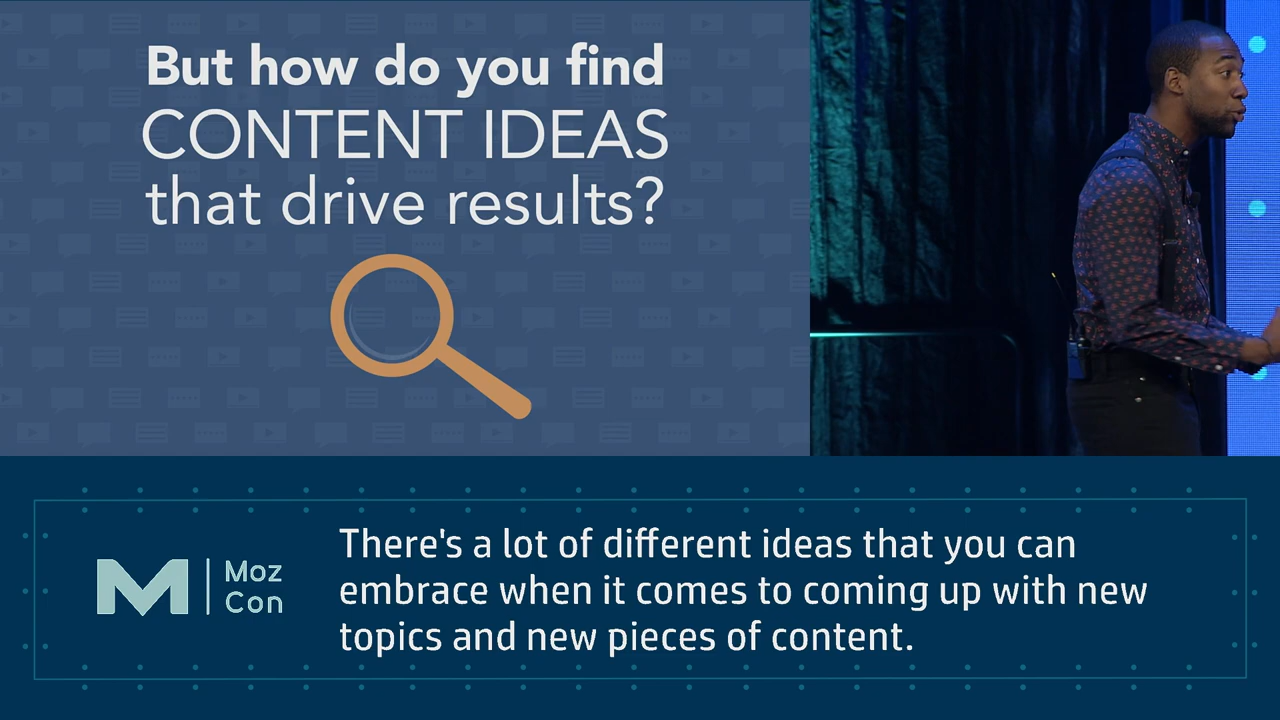 But how do you find
CONTENT IDEAS
that drive results?
M
Moz
Con
There's a lot of different ideas that you can
embrace when it comes to coming up with new
topics and new pieces of content.